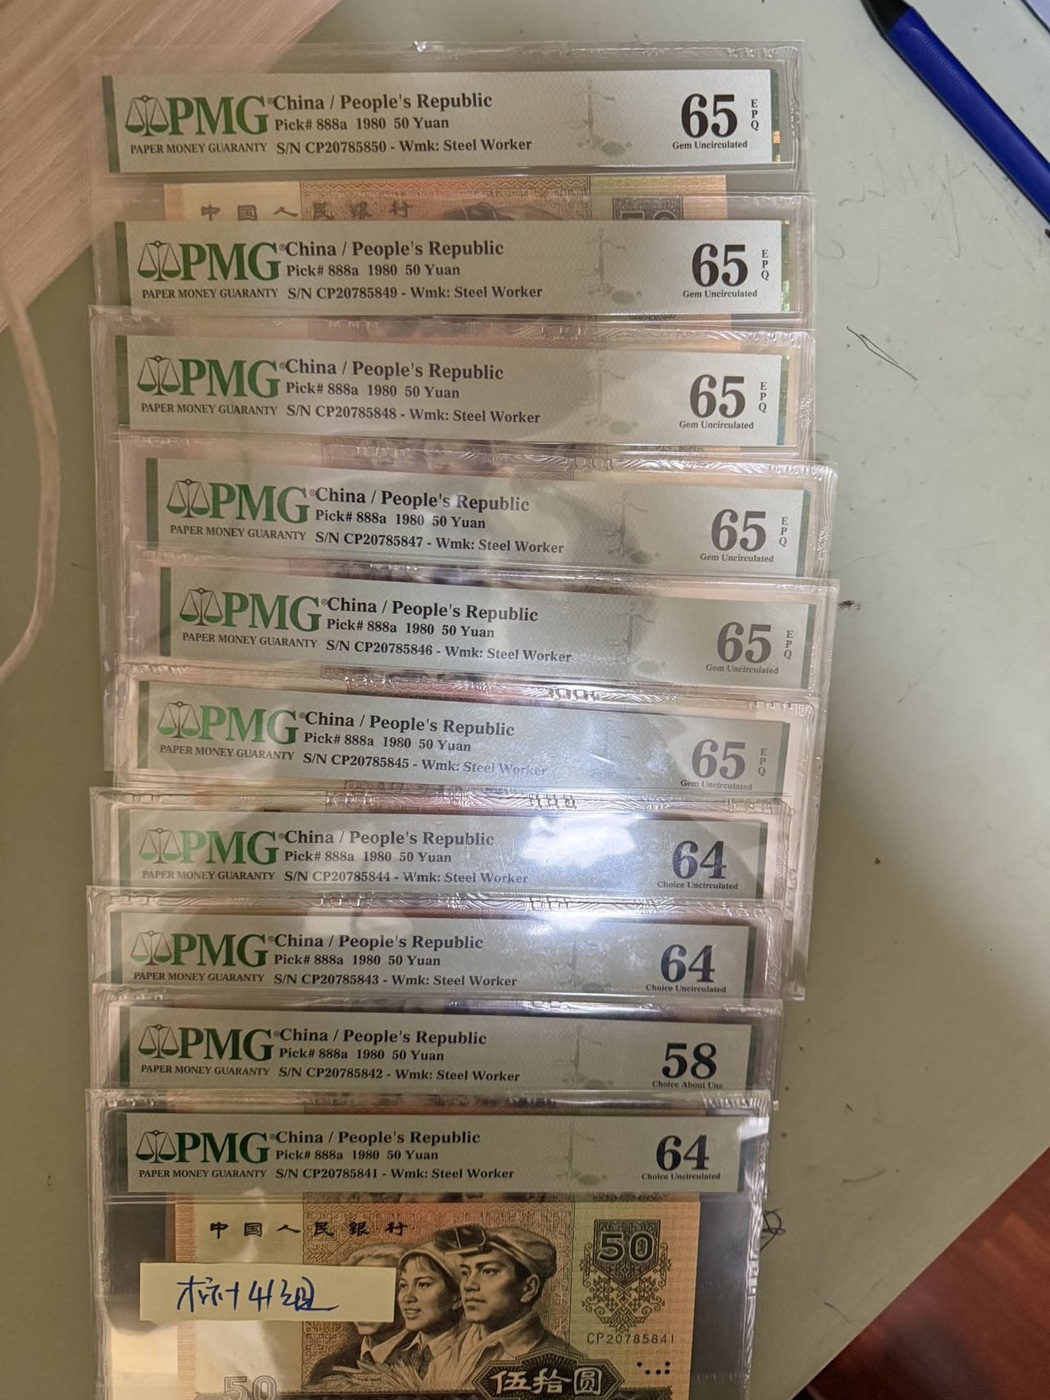 PMG China / People's Republic
Pick# 888a 1980 50 Yuan
PAPER MONEY GUARANTY S/N CP20785850 - Wmk: Steel Worker
65 EPQ
Gem Uncirculated
中国人民银行
PMG China / People's Republic
Pick# 888a 1980 50 Yuan
PAPER MONEY GUARANTY S/N CP20785849 - Wmk: Steel Worker
65 EPQ
Gem Uncirculated
PMG China / People's Republic
Pick# 888a 1980 50 Yuan
PAPER MONEY GUARANTY S/N CP20785848 - Wmk: Steel Worker
65 EPQ
Gem Uncirculated
PMG China / People's Republic
Pick# 888a 1980 50 Yuan
PAPER MONEY GUARANTY S/N CP20785847 - Wmk: Steel Worker
65 EPQ
Gem Uncirculated
PMG China / People's Republic
Pick# 888a 1980 50 Yuan
PAPER MONEY GUARANTY S/N CP20785846 - Wmk: Steel Worker
65 EPQ
Gem Uncirculated
PMG China / People's Republic
Pick# 888a 1980 50 Yuan
PAPER MONEY GUARANTY S/N CP20785845 - Wmk: Steel Worker
65 EPQ
Gem Uncirculated
PMG China / People's Republic
Pick# 888a 1980 50 Yuan
PAPER MONEY GUARANTY S/N CP20785844 - Wmk: Steel Worker
64
Choice Uncirculated
PMG China / People's Republic
Pick# 888a 1980 50 Yuan
PAPER MONEY GUARANTY S/N CP20785843 - Wmk: Steel Worker
64
Choice Uncirculated
PMG China / People's Republic
Pick# 888a 1980 50 Yuan
PAPER MONEY GUARANTY S/N CP20785842 - Wmk: Steel Worker
58
Choice About Unc
PMG China / People's Republic
Pick# 888a 1980 50 Yuan
PAPER MONEY GUARANTY S/N CP20785841 - Wmk: Steel Worker
64
Choice Uncirculated
中国人民银行
50
CP20785841
伍拾圆
50